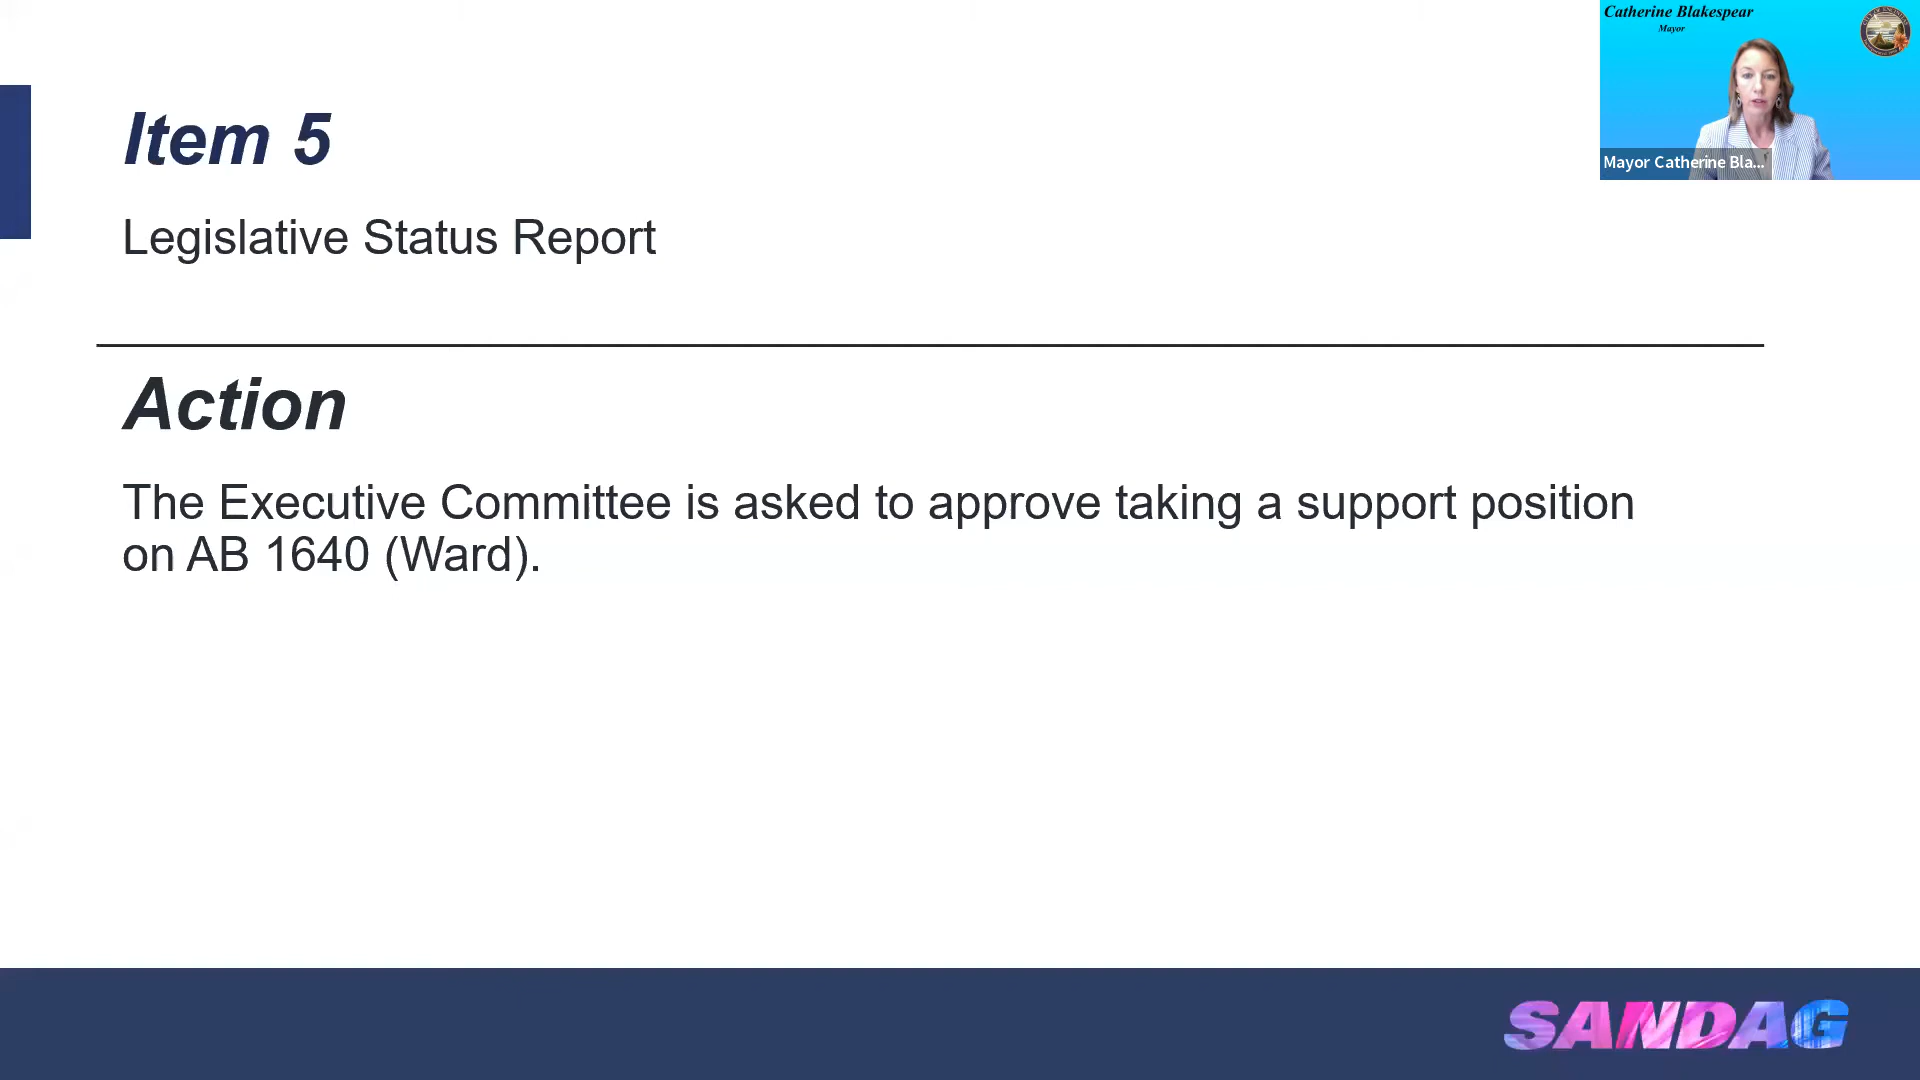 Catherine Blakespear
Mayor
Mayor Catherine Bla...
Item 5
Legislative Status Report
Action
The Executive Committee is asked to approve taking a support position
on AB 1640 (Ward).
SANDAG